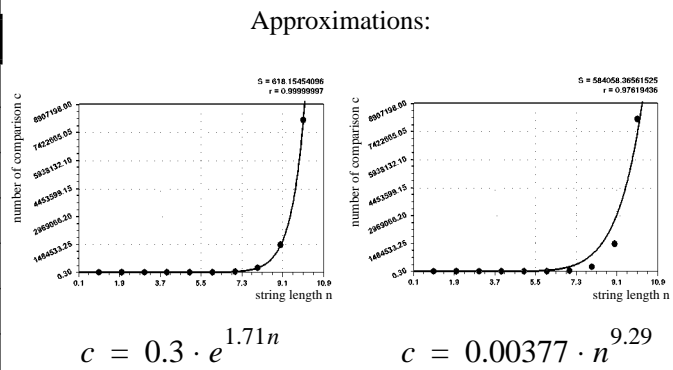 Approximations:
S = 618.15454096
r = 0.99999997
number of comparison c
8907198.00
7422665.05
5938132.10
4453599.15
2969066.20
1484533.25
0.30
0.1 1.9 3.7 5.5 7.3 9.1 10.9
string length n
c = 0.3 · e^1.71n
S = 584058.36561525
r = 0.97619436
number of comparison c
8907198.00
7422665.05
5938132.10
4453599.15
2969066.20
1484533.25
0.30
0.1 1.9 3.7 5.5 7.3 9.1 10.9
string length n
c = 0.00377 · n^9.29